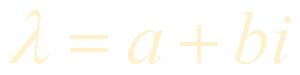 λ = a + bi